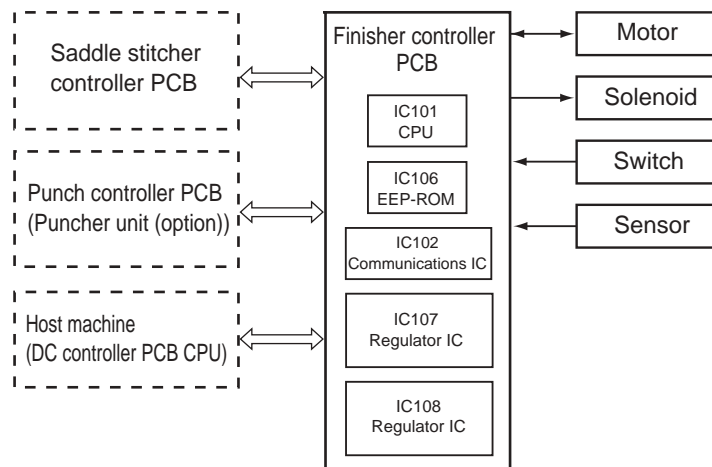 Saddle stitcher
controller PCB
Punch controller PCB
(Puncher unit (option))
Host machine
(DC controller PCB CPU)
Finisher controller
PCB
IC101
CPU
IC106
EEP-ROM
IC102
Communications IC
IC107
Regulator IC
IC108
Regulator IC
Motor
Solenoid
Switch
Sensor